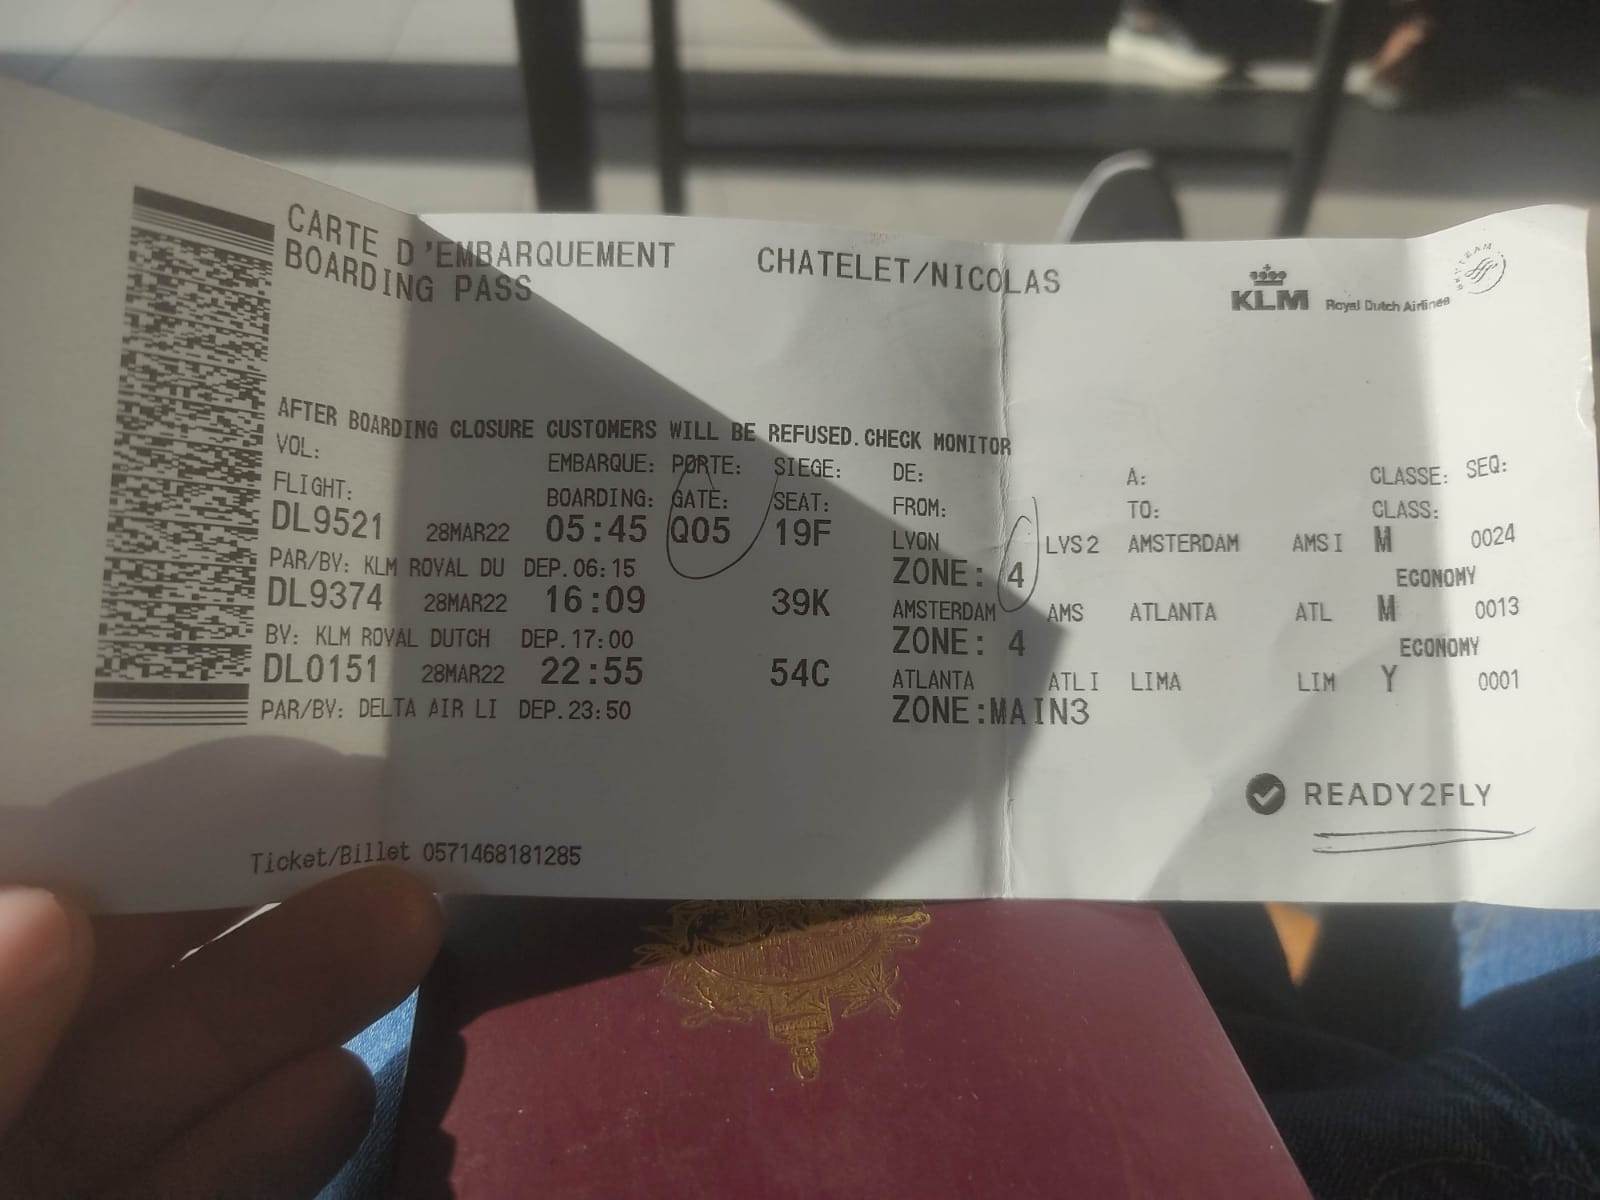 CARTE D'EMBARQUEMENT
BOARDING PASS
CHATELET/NICOLAS
KLM Royal Dutch Airlines
SKYTEAM
AFTER BOARDING CLOSURE CUSTOMERS WILL BE REFUSED.CHECK MONITOR
VOL: EMBARQUE: PORTE: SIEGE: DE: A: CLASSE: SEQ:
FLIGHT: BOARDING: GATE: SEAT: FROM: TO: CLASS:
DL9521 28MAR22 05:45 Q05 19F LYON LYS2 AMSTERDAM AMSI M 0024
PAR/BY: KLM ROYAL DU DEP.06:15 ZONE: 4 ECONOMY
DL9374 28MAR22 16:09 39K AMSTERDAM AMS ATLANTA ATL M 0013
BY: KLM ROYAL DUTCH DEP.17:00 ZONE: 4 ECONOMY
DL0151 28MAR22 22:55 54C ATLANTA ATLI LIMA LIM Y 0001
PAR/BY: DELTA AIR LI DEP.23:50 ZONE:MAIN3
READY2FLY
Ticket/Billet 0571468181285